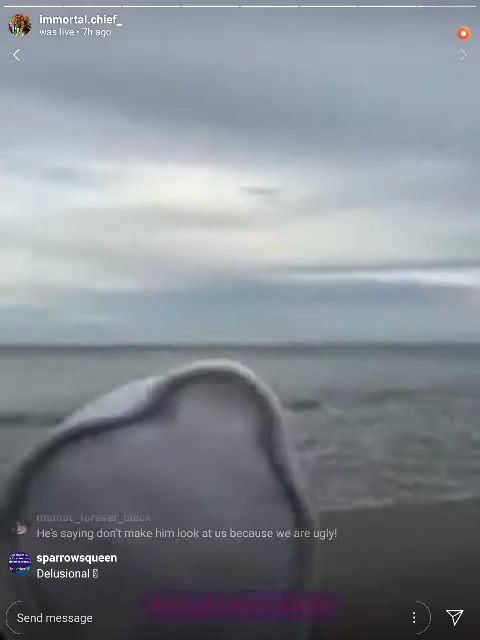 immortal.chief_
was live • 7h ago
mamat_forever_black
He's saying don't make him look at us because we are ugly!
sparrowsqueen
Delusional
Send message